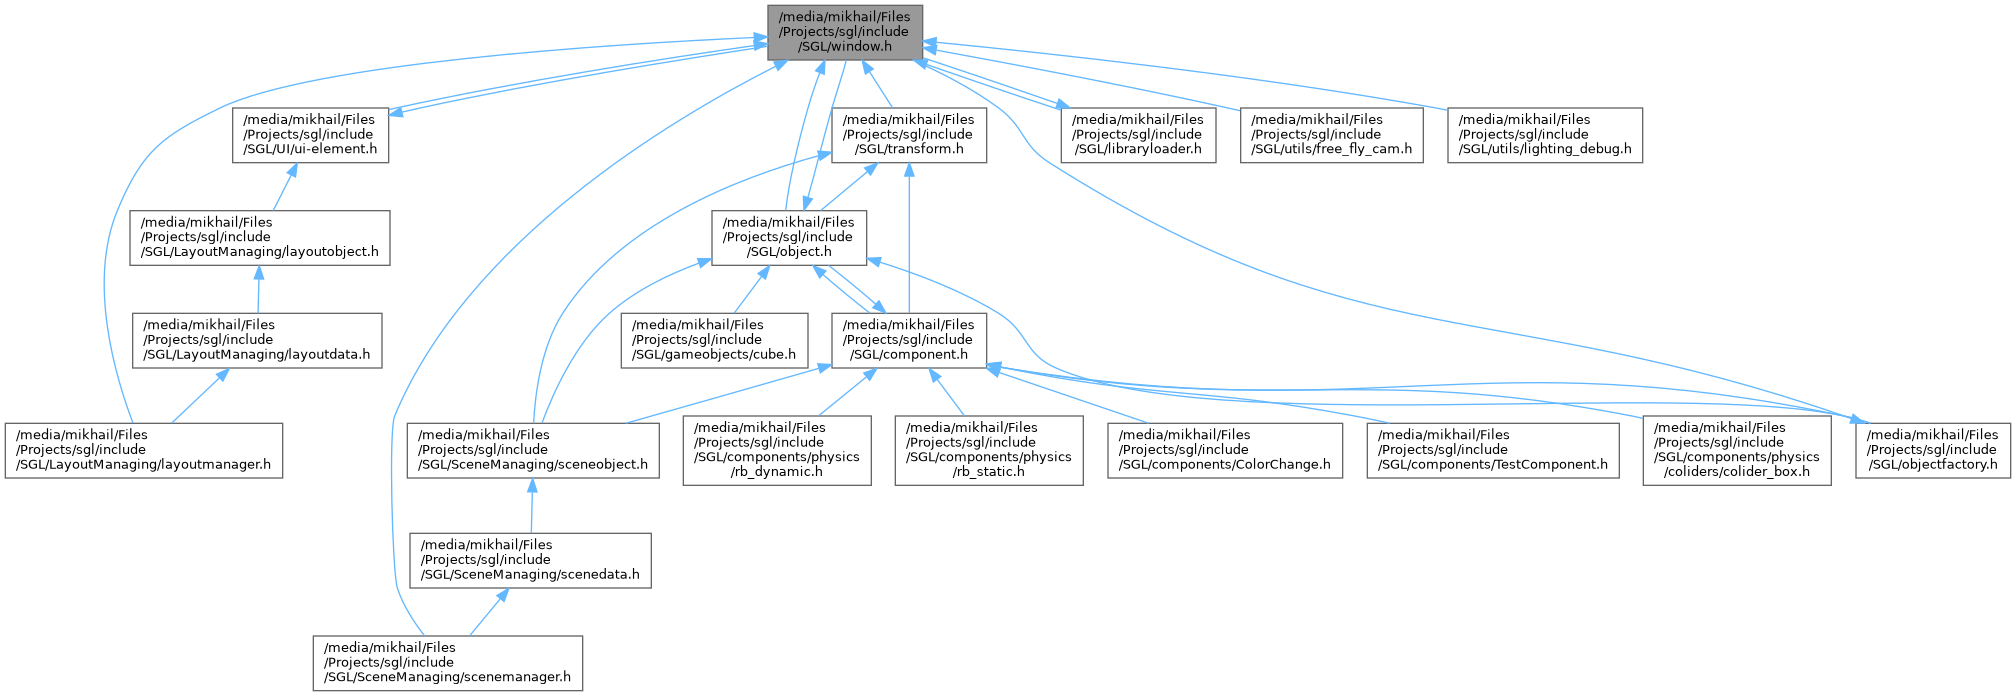 /media/mikhail/Files
/Projects/sgl/include
/SGL/window.h
/media/mikhail/Files
/Projects/sgl/include
/SGL/UI/ui-element.h
/media/mikhail/Files
/Projects/sgl/include
/SGL/transform.h
/media/mikhail/Files
/Projects/sgl/include
/SGL/libraryloader.h
/media/mikhail/Files
/Projects/sgl/include
/SGL/utils/free_fly_cam.h
/media/mikhail/Files
/Projects/sgl/include
/SGL/utils/lighting_debug.h
/media/mikhail/Files
/Projects/sgl/include
/SGL/LayoutManaging/layoutobject.h
/media/mikhail/Files
/Projects/sgl/include
/SGL/object.h
/media/mikhail/Files
/Projects/sgl/include
/SGL/LayoutManaging/layoutdata.h
/media/mikhail/Files
/Projects/sgl/include
/SGL/gameobjects/cube.h
/media/mikhail/Files
/Projects/sgl/include
/SGL/component.h
/media/mikhail/Files
/Projects/sgl/include
/SGL/LayoutManaging/layoutmanager.h
/media/mikhail/Files
/Projects/sgl/include
/SGL/SceneManaging/sceneobject.h
/media/mikhail/Files
/Projects/sgl/include
/SGL/components/physics
/rb_dynamic.h
/media/mikhail/Files
/Projects/sgl/include
/SGL/components/physics
/rb_static.h
/media/mikhail/Files
/Projects/sgl/include
/SGL/components/ColorChange.h
/media/mikhail/Files
/Projects/sgl/include
/SGL/components/TestComponent.h
/media/mikhail/Files
/Projects/sgl/include
/SGL/components/physics
/coliders/colider_box.h
/media/mikhail/Files
/Projects/sgl/include
/SGL/objectfactory.h
/media/mikhail/Files
/Projects/sgl/include
/SGL/SceneManaging/scenedata.h
/media/mikhail/Files
/Projects/sgl/include
/SGL/SceneManaging/scenemanager.h